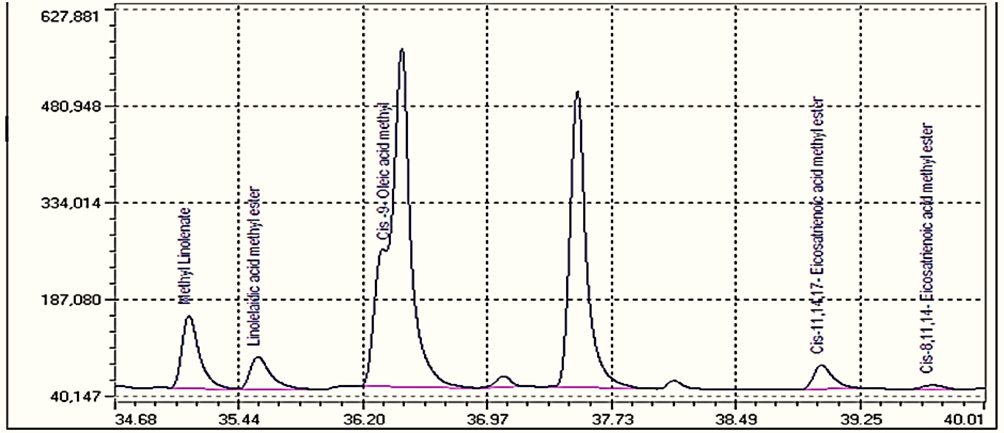 627,881
480,948
334,014
187,080
40,147
Methyl Linolenate
Linolelaidic acid methyl ester
Cis -9- Oleic acid methyl
Cis-11,14,17- Eicosatrienoic acid methyl ester
Cis-8,11,14- Eicosatrienoic acid methyl ester
34.68 35.44 36.20 36.97 37.73 38.49 39.25 40.01